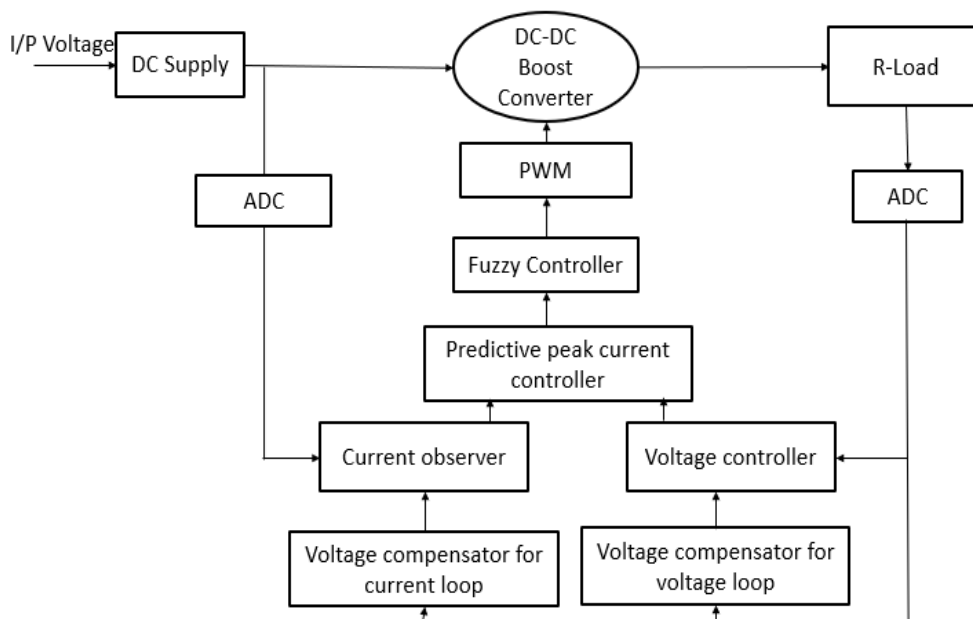 I/P Voltage
DC Supply
DC-DC
Boost
Converter
R-Load
PWM
ADC
ADC
Fuzzy Controller
Predictive peak current
controller
Current observer
Voltage controller
Voltage compensator for
current loop
Voltage compensator for
voltage loop